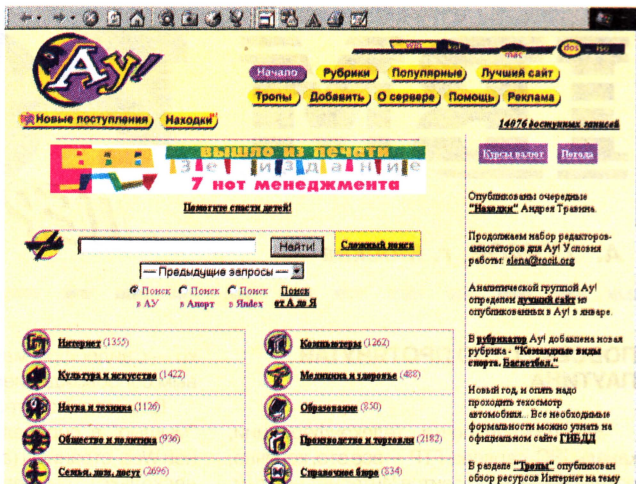 Ау!
win koi mac dos iso
Начало Рубрики Популярные Лучший сайт
Тропы Добавить О сервере Помощь Реклама
Новые поступления Находки
14076 доступных записей
ВЫШЛО ИЗ ПЕЧАТИ
3е издание
7 нот менеджмента
Помогите спасти детей!
Курсы валют Погода
Найти! Сложный поиск
--- Предыдущие запросы ---
Поиск в АУ Поиск в Апорт Поиск в Яndex Поиск от А до Я
Интернет (1355)
Компьютеры (1262)
Культура и искусство (1422)
Медицина и здоровье (488)
Наука и техника (1126)
Образование (850)
Общество и политика (936)
Производство и торговля (2182)
Семья, дом, досуг (2696)
Справочное бюро (834)
Опубликованы очередные
"Находки" Андрея Травина.
Продолжаем набор редакторов-
аннотаторов для Ау! Условия
работы: elena@rocit.org
Аналитической группой Ау!
определен лучший сайт из
опубликованных в Ау! в январе.
В рубрикатор Ау! добавлена новая
рубрика - "Командные виды
спорта. Баскетбол."
Новый год, и опять надо
проходить техосмотр
автомобиля... Все необходимые
формальности можно узнать на
официальном сайте ГИБДД
В разделе "Тропы" опубликован
обзор ресурсов Интернет на тему